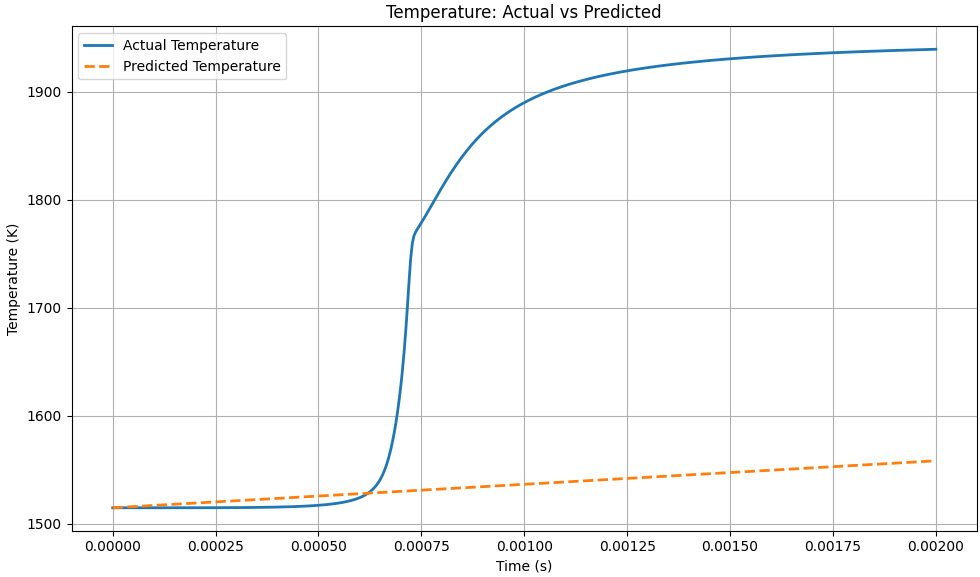 Temperature: Actual vs Predicted
Actual Temperature
Predicted Temperature
Temperature (K)
1900
1800
1700
1600
1500
0.00000 0.00025 0.00050 0.00075 0.00100 0.00125 0.00150 0.00175 0.00200
Time (s)